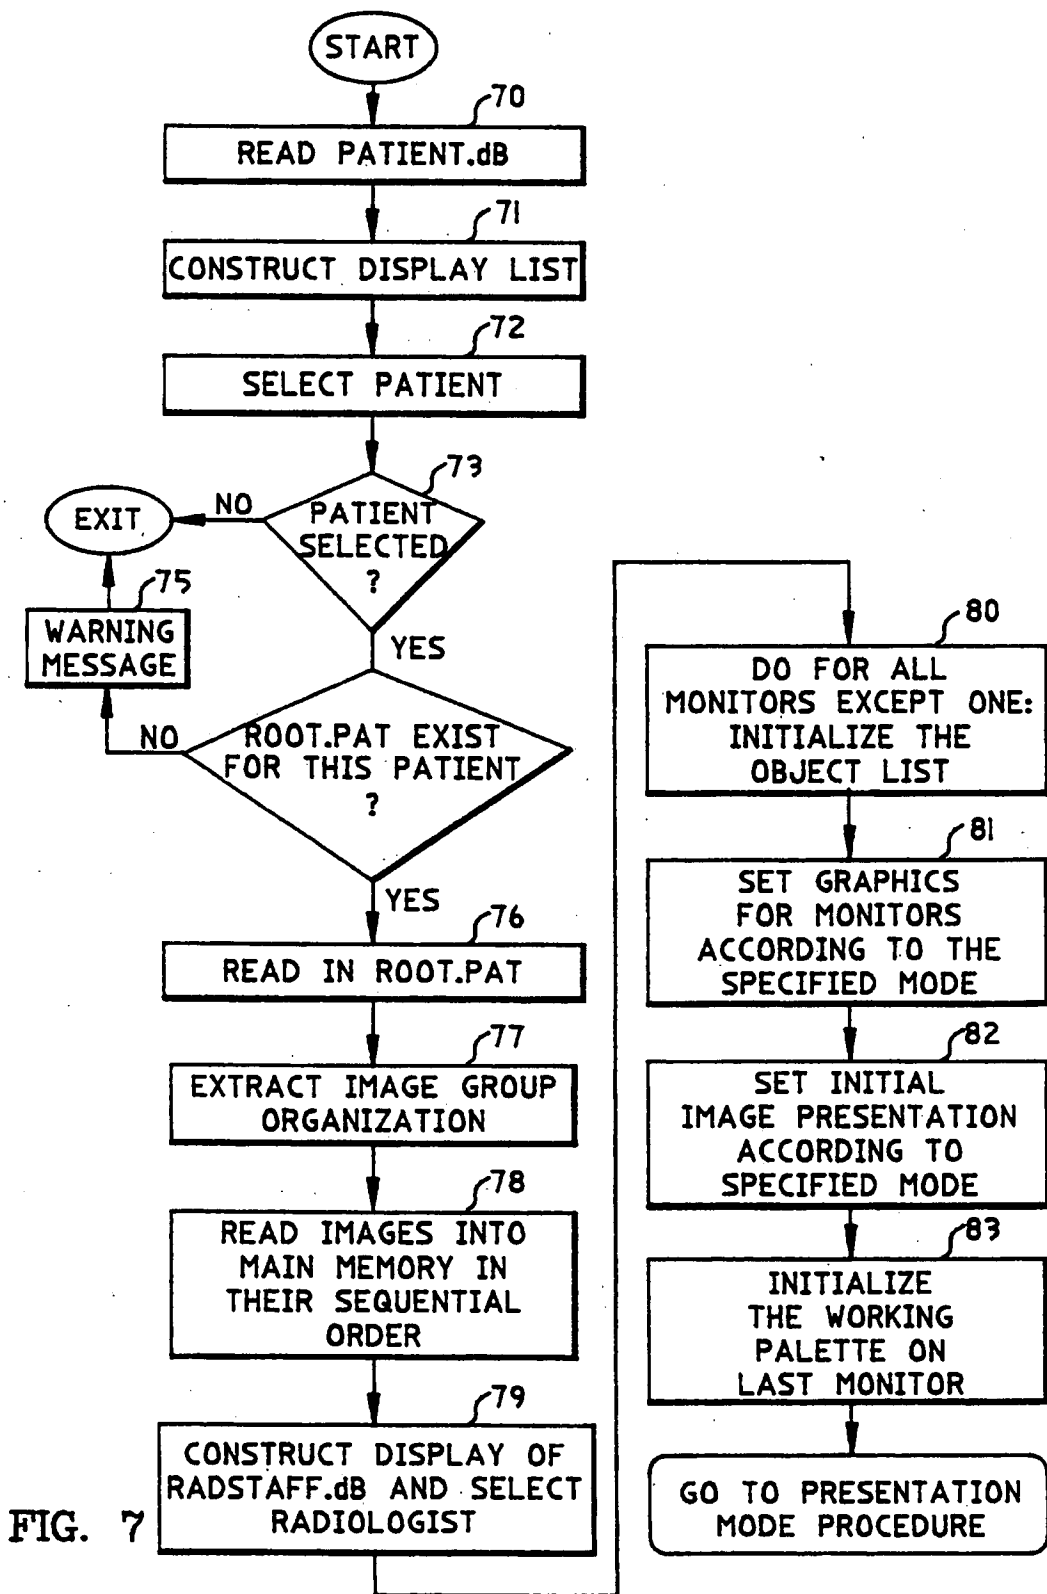 START
70
READ PATIENT.dB
71
CONSTRUCT DISPLAY LIST
72
SELECT PATIENT
73
PATIENT
SELECTED
?
NO
EXIT
75
WARNING
MESSAGE
YES
NO
ROOT.PAT EXIST
FOR THIS PATIENT
?
YES
76
READ IN ROOT.PAT
77
EXTRACT IMAGE GROUP
ORGANIZATION
78
READ IMAGES INTO
MAIN MEMORY IN
THEIR SEQUENTIAL
ORDER
79
CONSTRUCT DISPLAY OF
RADSTAFF.dB AND SELECT
RADIOLOGIST
80
DO FOR ALL
MONITORS EXCEPT ONE:
INITIALIZE THE
OBJECT LIST
81
SET GRAPHICS
FOR MONITORS
ACCORDING TO THE
SPECIFIED MODE
82
SET INITIAL
IMAGE PRESENTATION
ACCORDING TO
SPECIFIED MODE
83
INITIALIZE
THE WORKING
PALETTE ON
LAST MONITOR
GO TO PRESENTATION
MODE PROCEDURE
FIG. 7